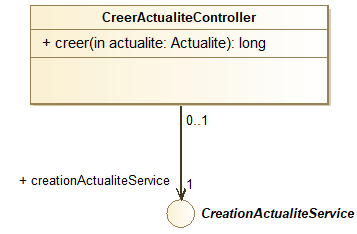 CreerActualiteController
+ creer(in actualite: Actualite): long
0..1
+ creationActualiteService
1
CreationActualiteService